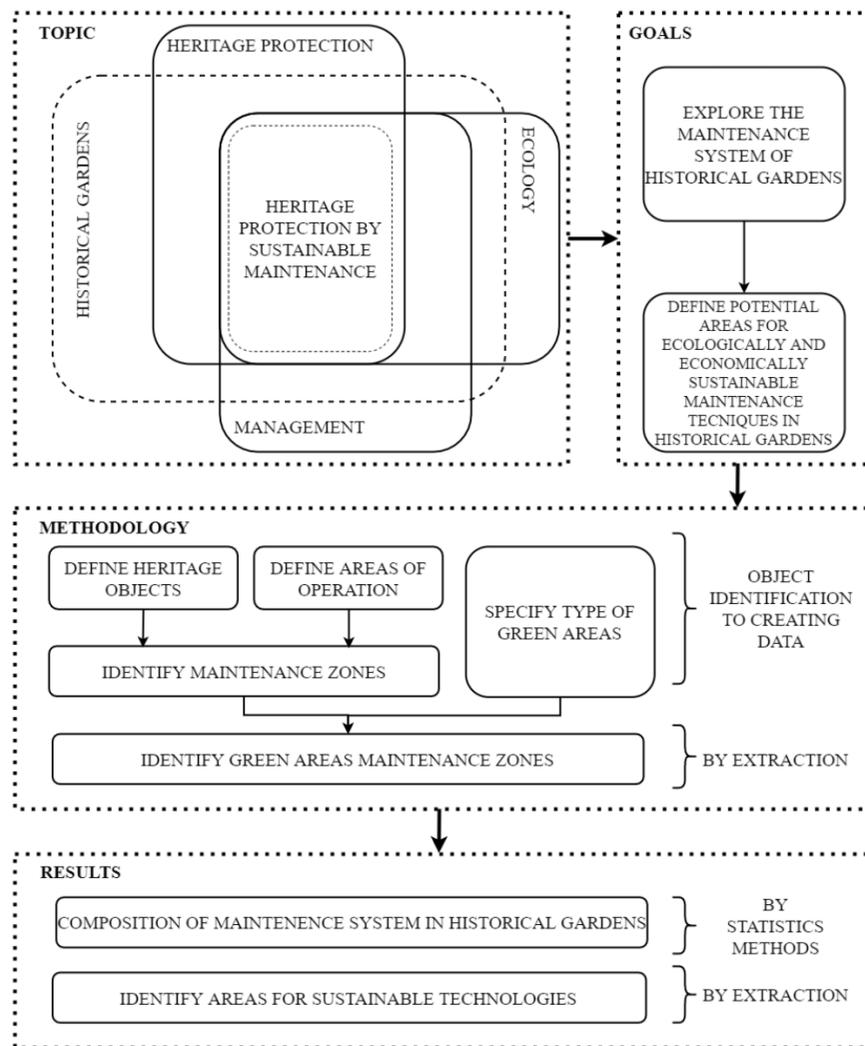 TOPIC
HERITAGE PROTECTION
HISTORICAL GARDENS
ECOLOGY
HERITAGE
PROTECTION BY
SUSTAINABLE
MAINTENANCE
MANAGEMENT
GOALS
EXPLORE THE
MAINTENANCE
SYSTEM OF
HISTORICAL GARDENS
DEFINE POTENTIAL
AREAS FOR
ECOLOGICALLY AND
ECONOMICALLY
SUSTAINABLE
MAINTENANCE
TECNIQUES IN
HISTORICAL GARDENS
METHODOLOGY
DEFINE HERITAGE
OBJECTS
DEFINE AREAS OF
OPERATION
SPECIFY TYPE OF
GREEN AREAS
OBJECT
IDENTIFICATION
TO CREATING
DATA
IDENTIFY MAINTENANCE ZONES
IDENTIFY GREEN AREAS MAINTENANCE ZONES
BY EXTRACTION
RESULTS
COMPOSITION OF MAINTENENCE SYSTEM IN HISTORICAL GARDENS
BY
STATISTICS
METHODS
IDENTIFY AREAS FOR SUSTAINABLE TECHNOLOGIES
BY EXTRACTION